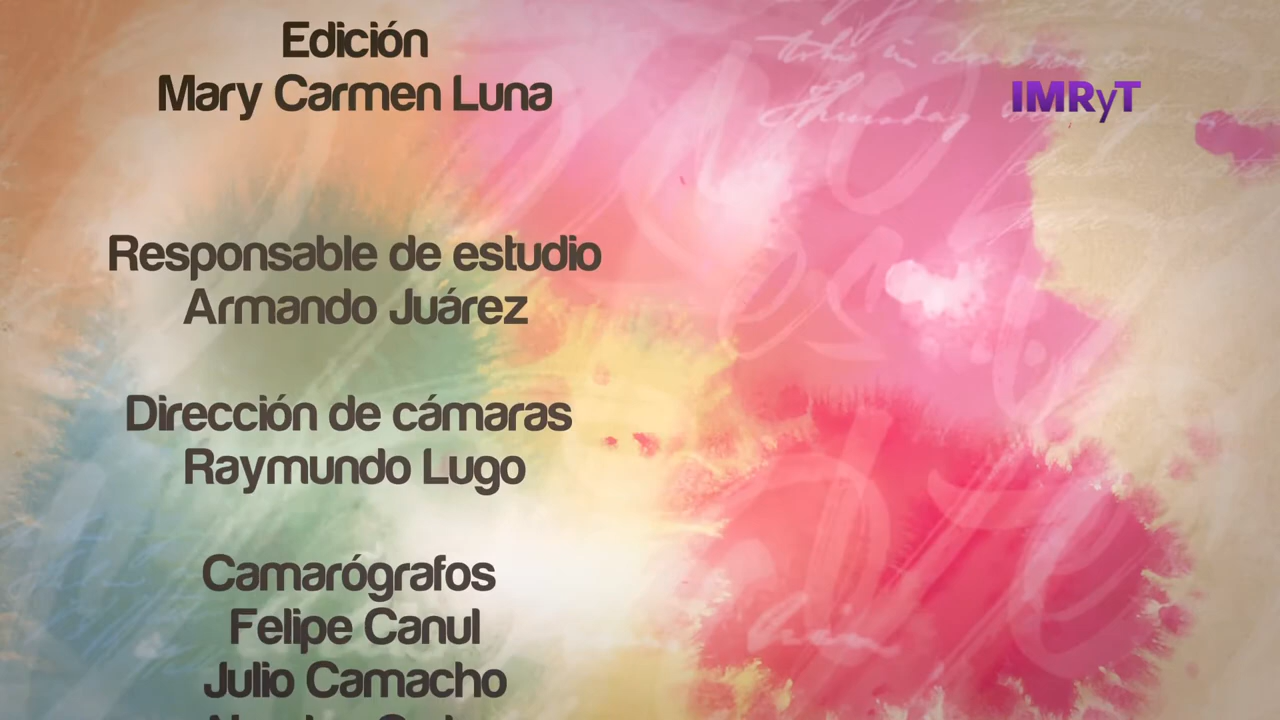 Edición
Mary Carmen Luna
IMRyT
Responsable de estudio
Armando Juárez
Dirección de cámaras
Raymundo Lugo
Camarógrafos
Felipe Canul
Julio Camacho